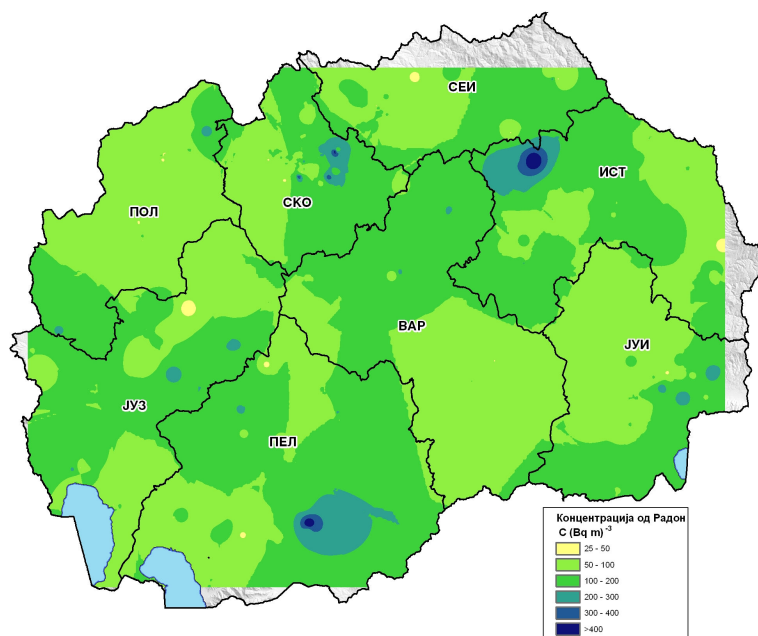 СЕИ
ИСТ
СКО
ПОЛ
ВАР
ЈУИ
ЈУЗ
ПЕЛ
Концентрација од Радон
C (Bq m)-3
25 - 50
50 - 100
100 - 200
200 - 300
300 - 400
>400